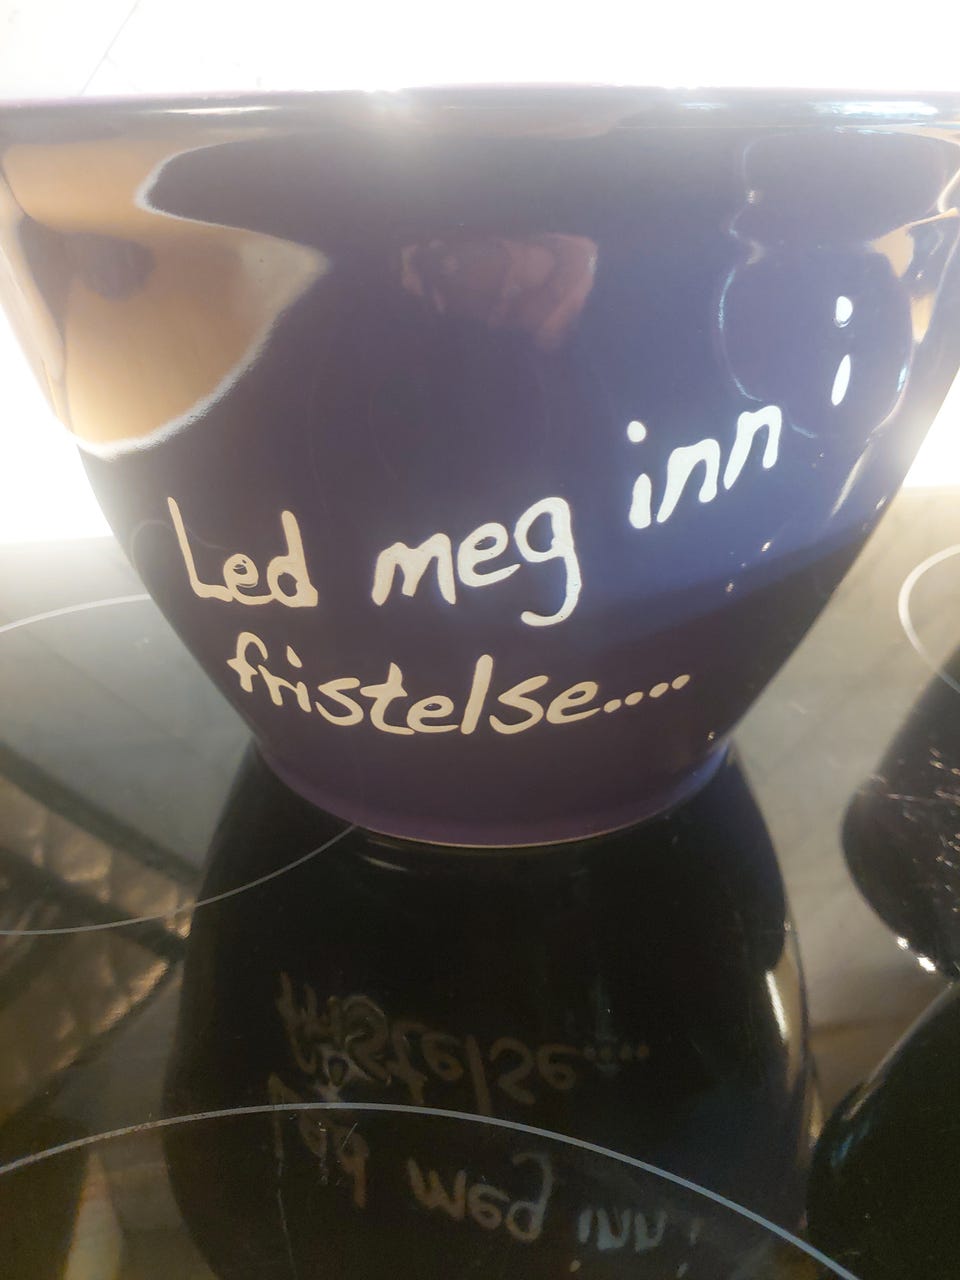 Led meg inn i
fristelse....